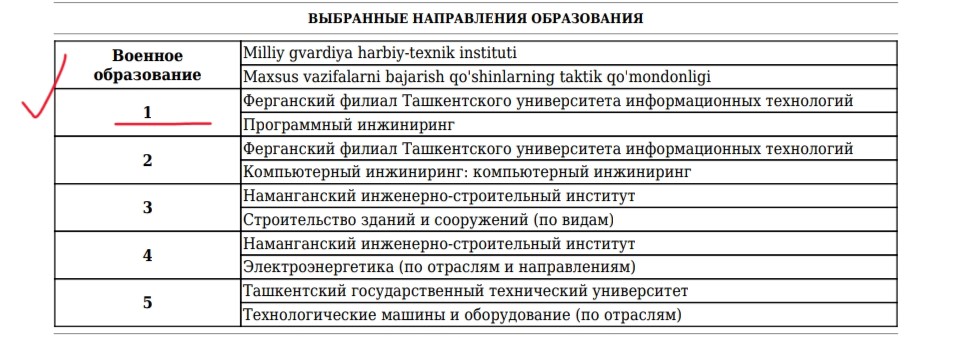 ВЫБРАННЫЕ НАПРАВЛЕНИЯ ОБРАЗОВАНИЯ
Военное
образование
Milliy gvardiya harbiy-texnik instituti
Maxsus vazifalarni bajarish qo'shinlarning taktik qo'mondonligi
1
Ферганский филиал Ташкентского университета информационных технологий
Программный инжиниринг
2
Ферганский филиал Ташкентского университета информационных технологий
Компьютерный инжиниринг: компьютерный инжиниринг
3
Наманганский инженерно-строительный институт
Строительство зданий и сооружений (по видам)
4
Наманганский инженерно-строительный институт
Электроэнергетика (по отраслям и направлениям)
5
Ташкентский государственный технический университет
Технологические машины и оборудование (по отраслям)